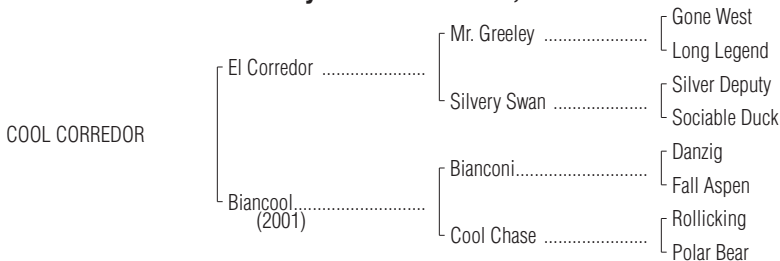 Gone West
Mr. Greeley ......................
Long Legend
El Corredor ......................
Silver Deputy
Silvery Swan ....................
Sociable Duck
COOL CORREDOR
Danzig
Bianconi............................
Fall Aspen
Biancool............................
(2001)
Rollicking
Cool Chase ......................
Polar Bear